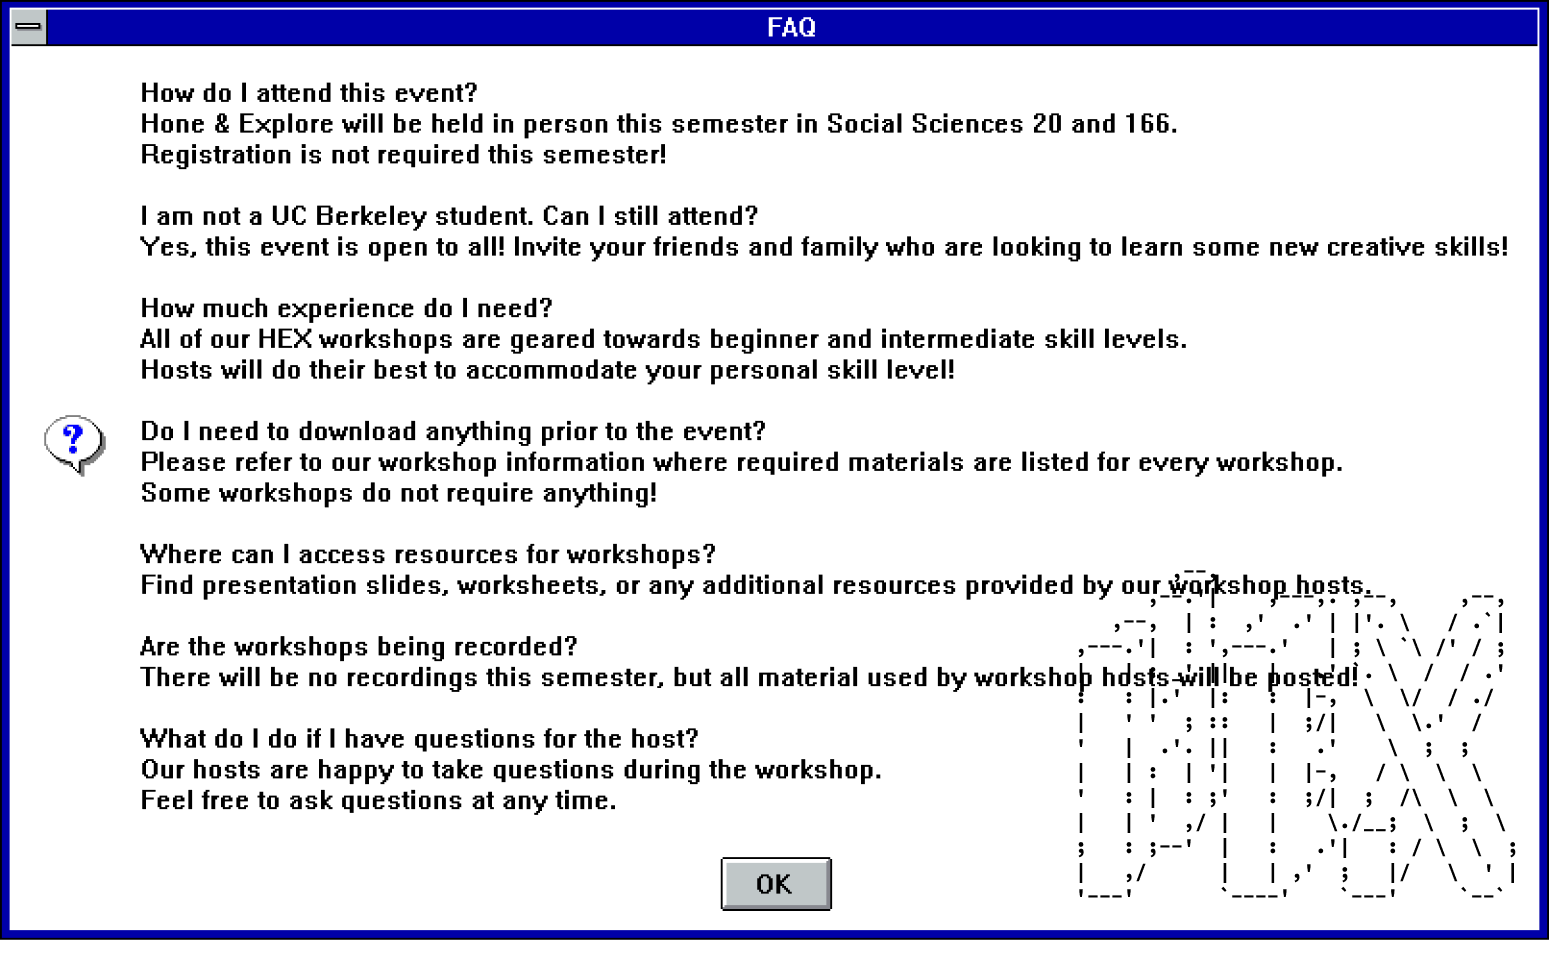 FAQ
How do I attend this event?
Hone & Explore will be held in person this semester in Social Sciences 20 and 166.
Registration is not required this semester!
I am not a UC Berkeley student. Can I still attend?
Yes, this event is open to all! Invite your friends and family who are looking to learn some new creative skills!
How much experience do I need?
All of our HEX workshops are geared towards beginner and intermediate skill levels.
Hosts will do their best to accommodate your personal skill level!
?
Do I need to download anything prior to the event?
Please refer to our workshop information where required materials are listed for every workshop.
Some workshops do not require anything!
Where can I access resources for workshops?
Find presentation slides, worksheets, or any additional resources provided by our workshop hosts.
Are the workshops being recorded?
There will be no recordings this semester, but all material used by workshop hosts will be posted!
What do I do if I have questions for the host?
Our hosts are happy to take questions during the workshop.
Feel free to ask questions at any time.
HEX
OK